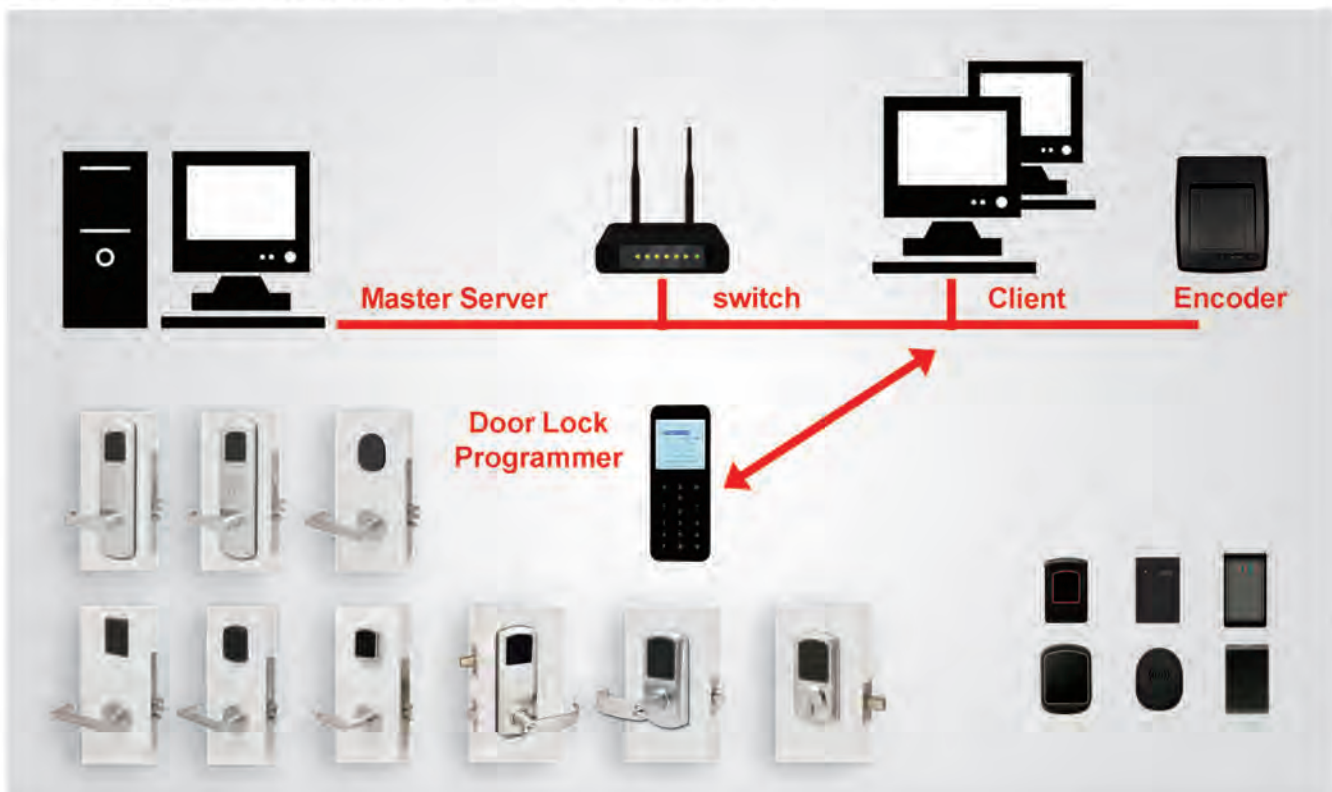 Master Server
switch
Client
Encoder
Door Lock
Programmer